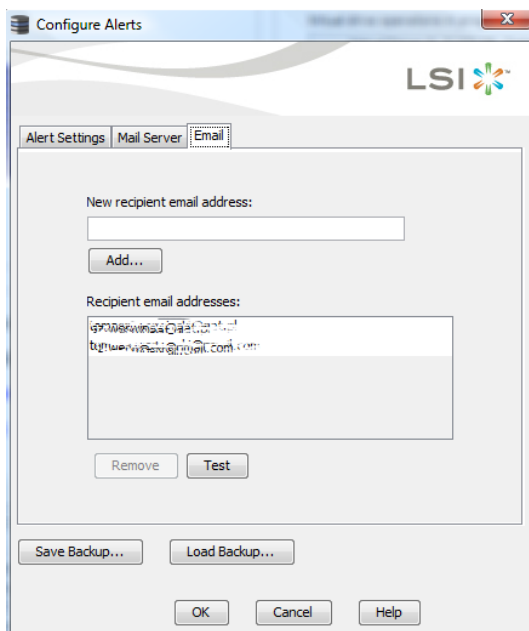 Configure Alerts
LSI
Alert Settings
Mail Server
Email
New recipient email address:
Add...
Recipient email addresses:
Remove
Test
Save Backup...
Load Backup...
OK
Cancel
Help